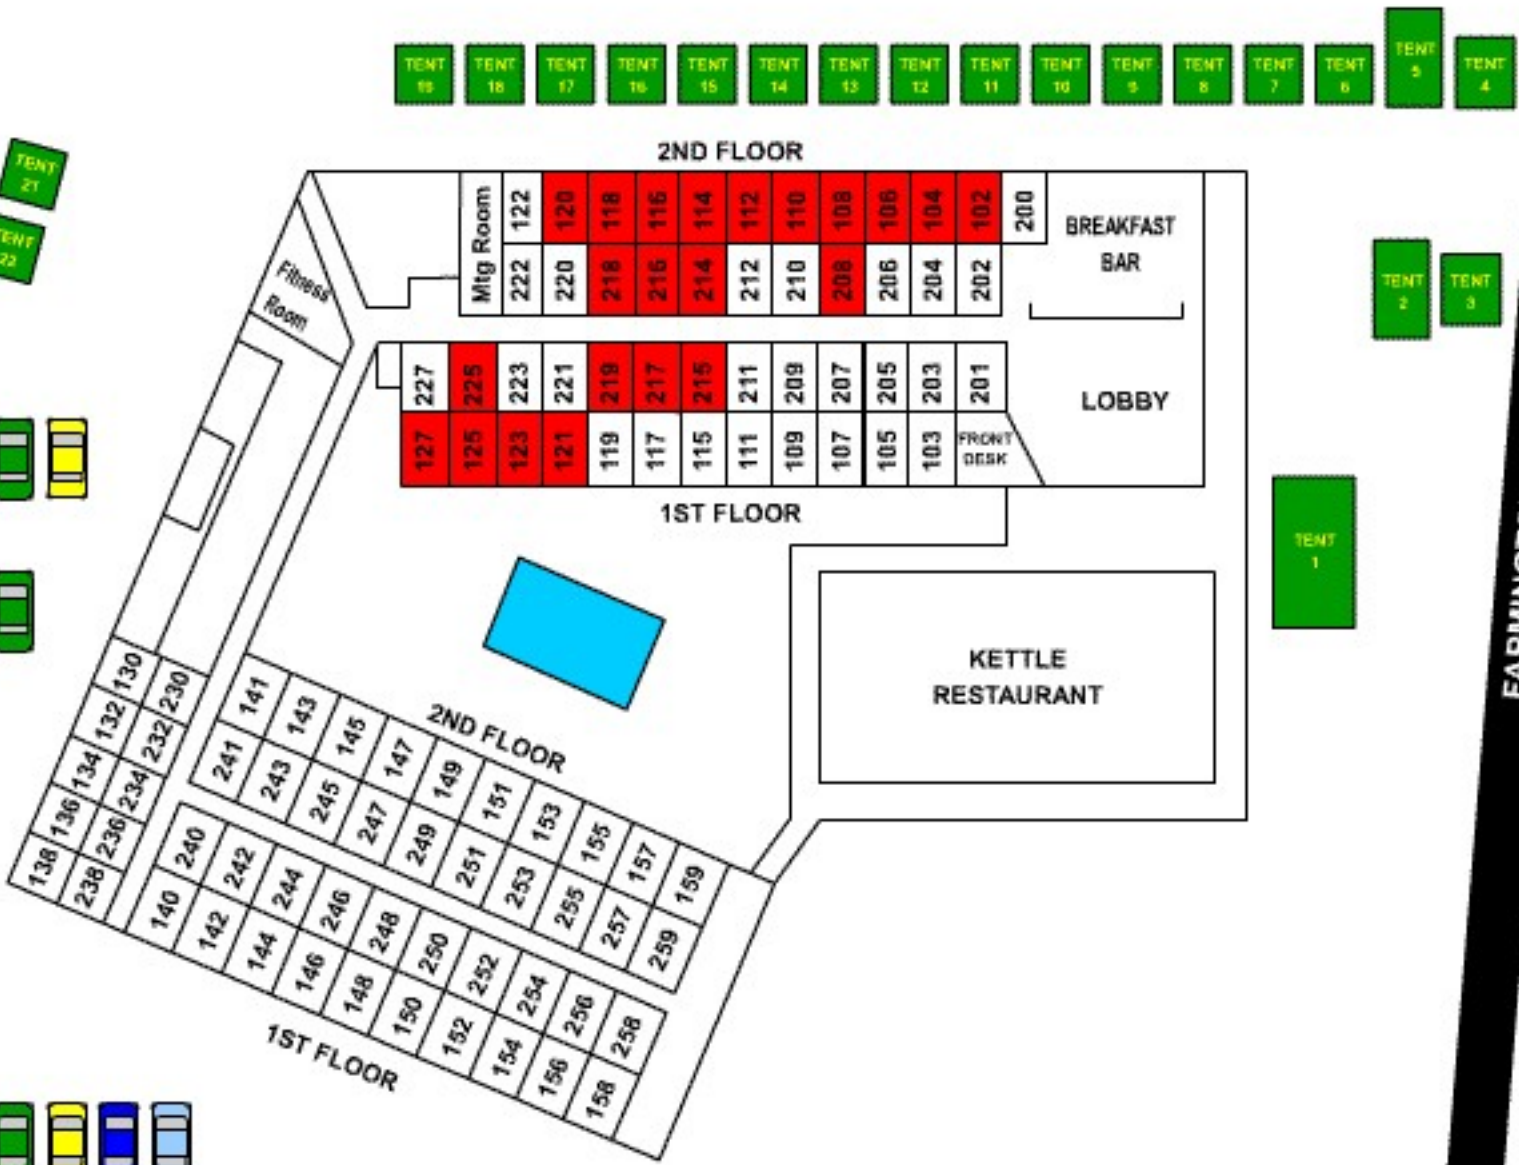 TENT 19
TENT 18
TENT 17
TENT 16
TENT 15
TENT 14
TENT 13
TENT 12
TENT 11
TENT 10
TENT 9
TENT 8
TENT 7
TENT 6
TENT 5
TENT 4
TENT 21
TENT 22
TENT 2
TENT 3
TENT 1
2ND FLOOR
Mtg Room
122 120 118 116 114 112 110 108 106 104 102 200
222 220 218 216 214 212 210 208 206 204 202
BREAKFAST
BAR
Fitness
Room
227 225 223 221 219 217 215 211 209 207 205 203 201
127 125 123 121 119 117 115 111 109 107 105 103
FRONT
DESK
LOBBY
1ST FLOOR
KETTLE
RESTAURANT
130 132 134 136 138
230 232 234 236 238
2ND FLOOR
141 143 145 147 149 151 153 155 157 159
241 243 245 247 249 251 253 255 257 259
240 242 244 246 248 250 252 254 256 258
140 142 144 146 148 150 152 154 156 158
1ST FLOOR